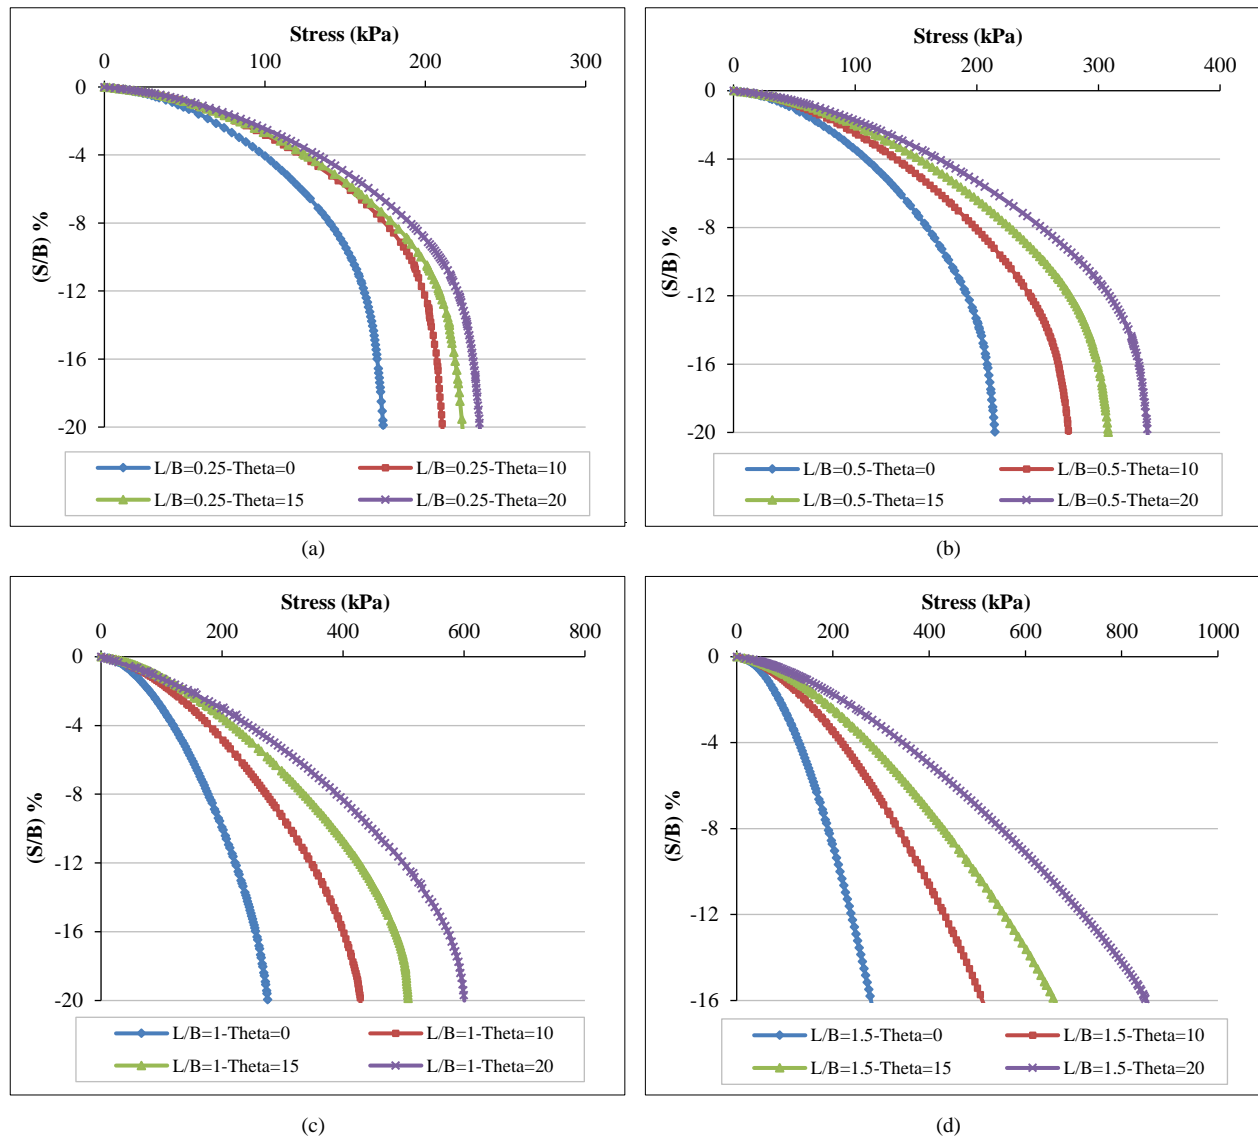 Stress (kPa)
0 100 200 300
0
-4
-8
-12
-16
-20
(S/B) %
L/B=0.25-Theta=0 L/B=0.25-Theta=10
L/B=0.25-Theta=15 L/B=0.25-Theta=20
(a)
Stress (kPa)
0 100 200 300 400
0
-4
-8
-12
-16
-20
(S/B) %
L/B=0.5-Theta=0 L/B=0.5-Theta=10
L/B=0.5-Theta=15 L/B=0.5-Theta=20
(b)
Stress (kPa)
0 200 400 600 800
0
-4
-8
-12
-16
-20
(S/B) %
L/B=1-Theta=0 L/B=1-Theta=10
L/B=1-Theta=15 L/B=1-Theta=20
(c)
Stress (kPa)
0 200 400 600 800 1000
0
-4
-8
-12
-16
(S/B) %
L/B=1.5-Theta=0 L/B=1.5-Theta=10
L/B=1.5-Theta=15 L/B=1.5-Theta=20
(d)